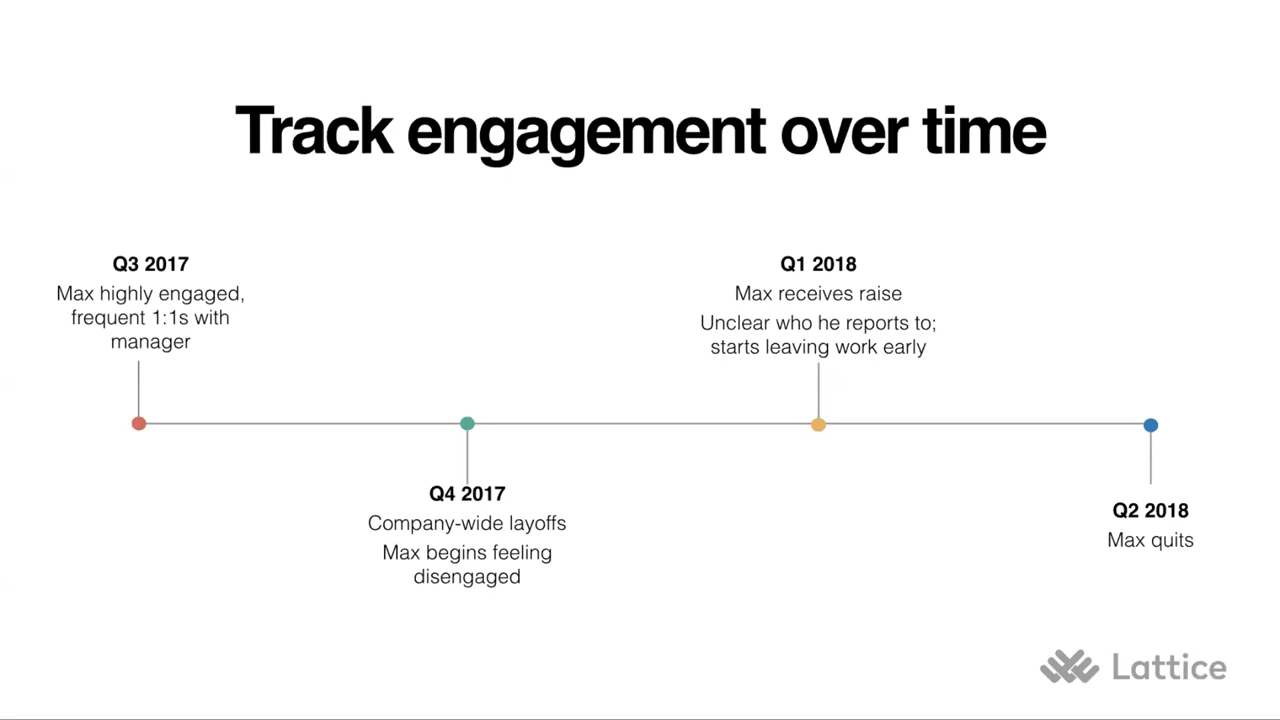 Track engagement over time
Q3 2017
Max highly engaged,
frequent 1:1s with
manager
Q4 2017
Company-wide layoffs
Max begins feeling
disengaged
Q1 2018
Max receives raise
Unclear who he reports to;
starts leaving work early
Q2 2018
Max quits
Lattice